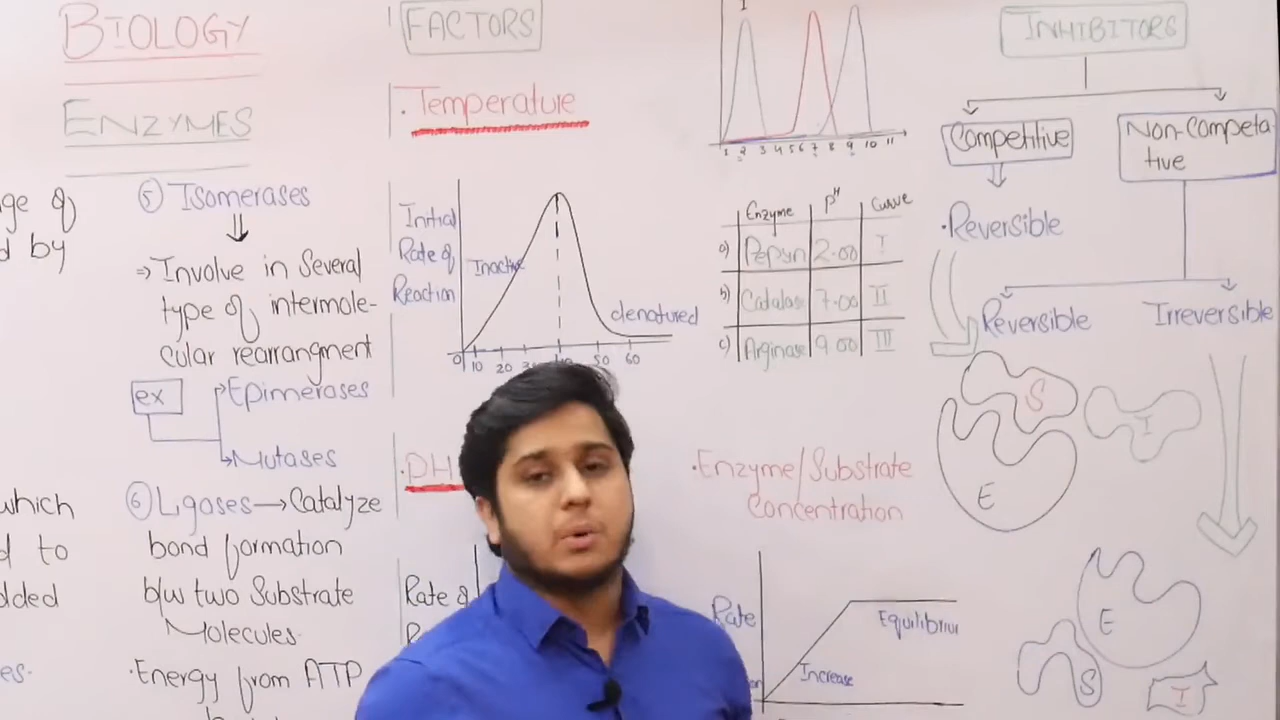 BIOLOGY
ENZYMES
ge of
d by
which
d to
dded
es.
⑤ Isomerases
⇒ Involve in Several
type of intermole-
cular rearrangment
ex
Epimerases
Mutases
⑥ Ligoses → Catalyze
bond formation
b/w two Substrate
Molecules.
· Energy from ATP
FACTORS
· Temperature
Initial
Rate of
Reaction
Inactive
denatured
0 10 20 50 60
· PH
Rate of
I
1 2 3 4 5 6 7 8 9 10 11
Enzyme PH Curve
a) Pepsyn 2.00 I
b) Catalase 7.00 II
c) Arginase 9.00 III
· Enzyme/Substrate
Concentration
Rate
Equilibriu
Increase
INHIBITORS
Competitive
Non-Competa-
tive
· Reversible
Reversible Irreversible
S
I
E
E
S
I